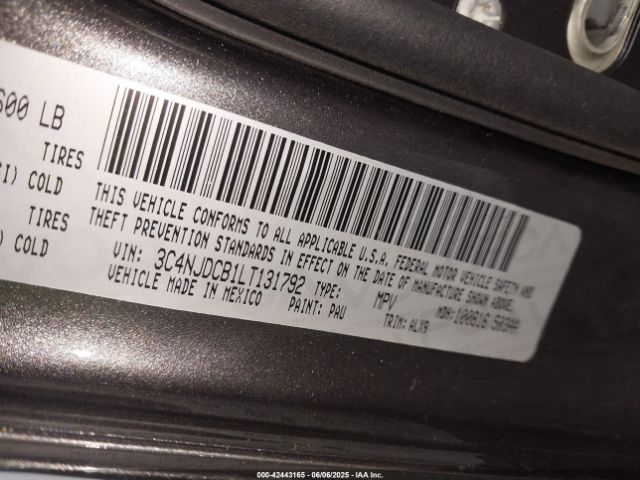 600 LB
TIRES
COLD
TIRES
COLD
THIS VEHICLE CONFORMS TO ALL APPLICABLE U.S.A. FEDERAL MOTOR VEHICLE SAFETY AND
THEFT PREVENTION STANDARDS IN EFFECT ON THE DATE OF MANUFACTURE SHOWN ABOVE.
VIN: 3C4NJDCB1LT131792 TYPE: MPV MDH: 100816
VEHICLE MADE IN MEXICO PAINT: PAU TRIM: ALX9
000-42443165 | 06/06/2025 - © IAA Inc.